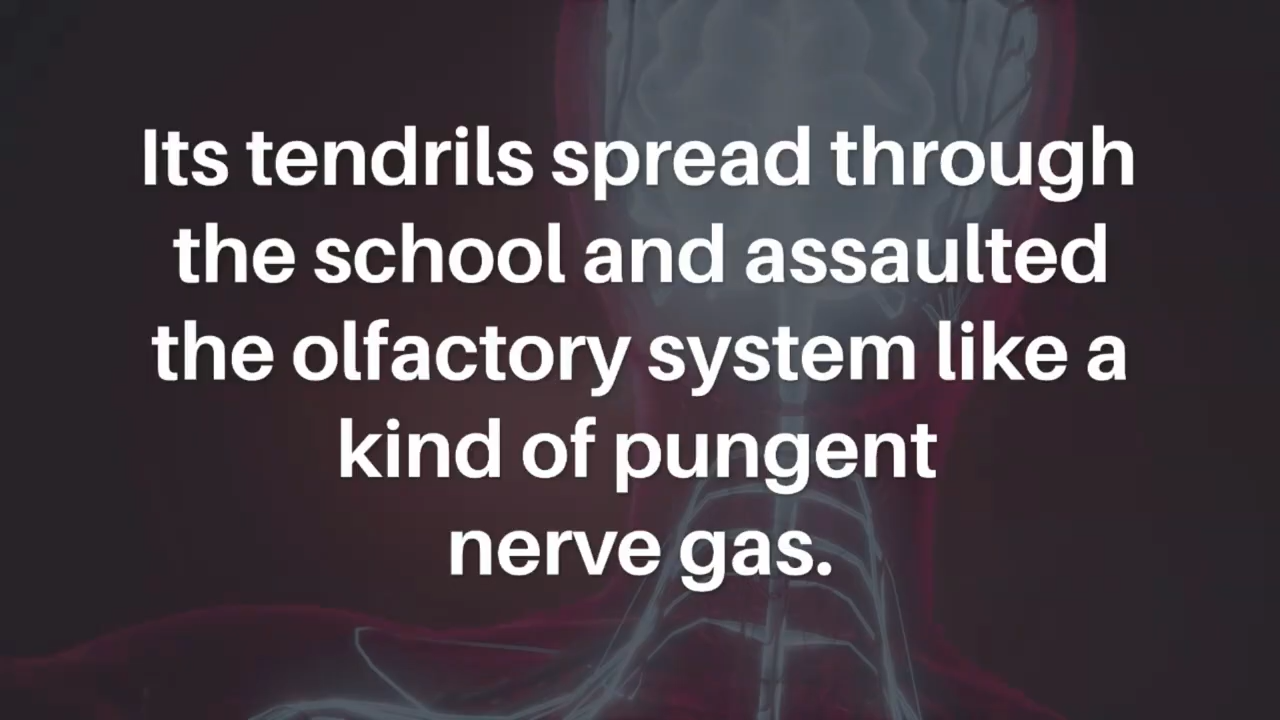 Its tendrils spread through
the school and assaulted
the olfactory system like a
kind of pungent
nerve gas.